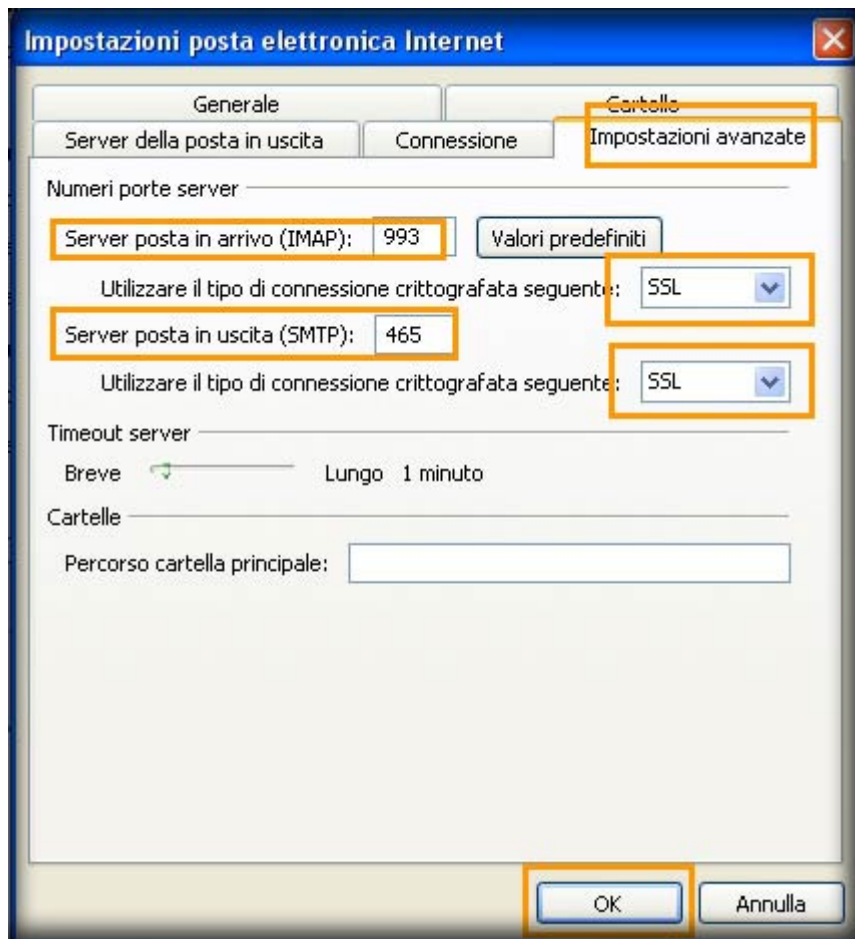 Impostazioni posta elettronica Internet
Generale Cartelle
Server della posta in uscita Connessione Impostazioni avanzate
Numeri porte server
Server posta in arrivo (IMAP): 993 Valori predefiniti
Utilizzare il tipo di connessione crittografata seguente: SSL
Server posta in uscita (SMTP): 465
Utilizzare il tipo di connessione crittografata seguente: SSL
Timeout server
Breve Lungo 1 minuto
Cartelle
Percorso cartella principale:
OK Annulla